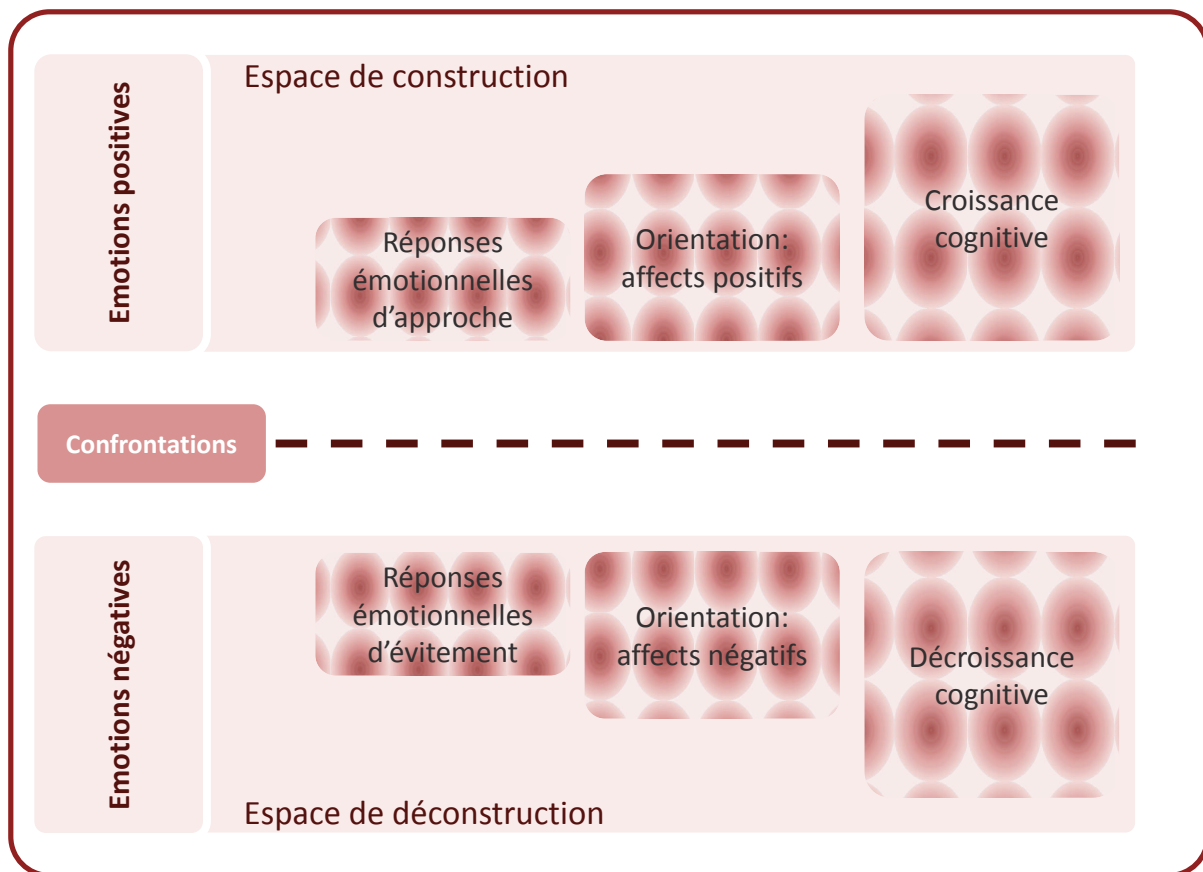 Emotions positives
Espace de construction
Réponses
émotionnelles
d’approche
Orientation:
affects positifs
Croissance
cognitive
Confrontations
Emotions négatives
Réponses
émotionnelles
d’évitement
Orientation:
affects négatifs
Décroissance
cognitive
Espace de déconstruction